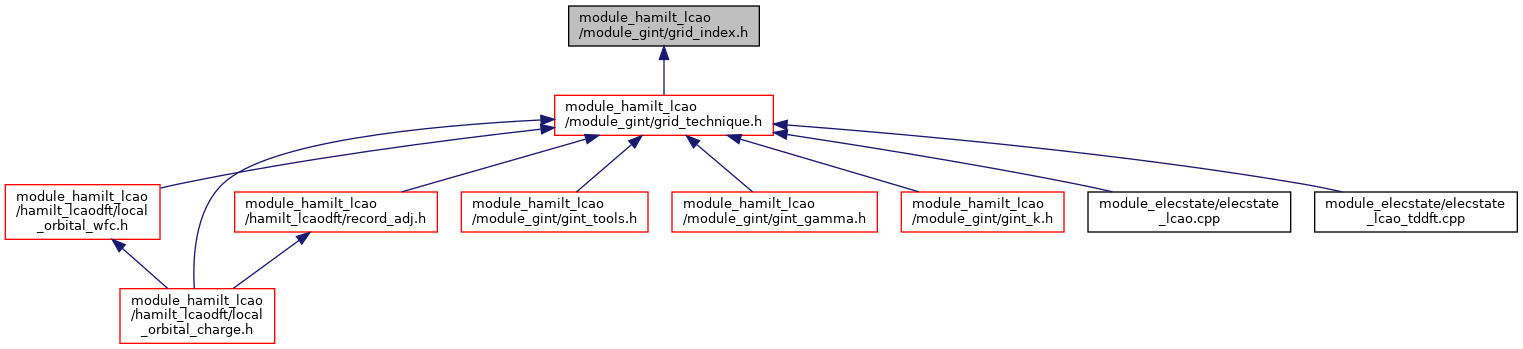 module_hamilt_lcao
/module_gint/grid_index.h
module_hamilt_lcao
/module_gint/grid_technique.h
module_hamilt_lcao
/hamilt_lcaodft/local
_orbital_wfc.h
module_hamilt_lcao
/hamilt_lcaodft/record_adj.h
module_hamilt_lcao
/module_gint/gint_tools.h
module_hamilt_lcao
/module_gint/gint_gamma.h
module_hamilt_lcao
/module_gint/gint_k.h
module_elecstate/elecstate
_lcao.cpp
module_elecstate/elecstate
_lcao_tddft.cpp
module_hamilt_lcao
/hamilt_lcaodft/local
_orbital_charge.h